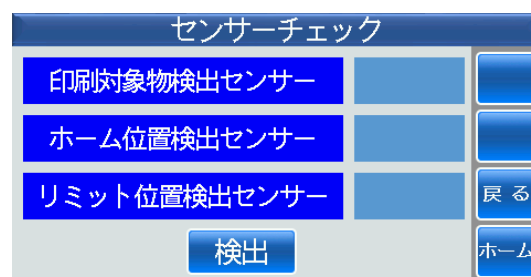 センサーチェック
印刷対象物検出センサー
ホーム位置検出センサー
リミット位置検出センサー
戻る
検出
ホーム